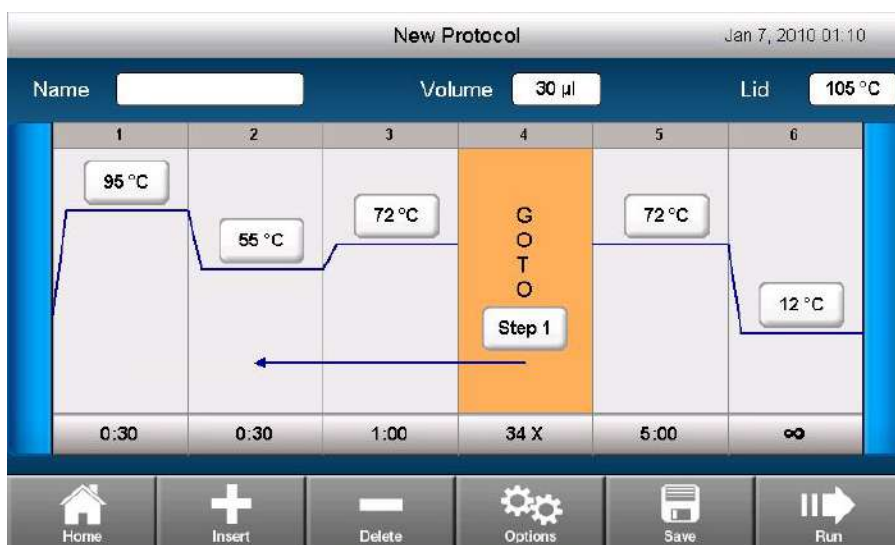 New Protocol Jan 7, 2010 01:10
Name Volume 30 µl Lid 105 °C
1 2 3 4 5 6
95 °C
55 °C
72 °C
G
O
T
O
Step 1
72 °C
12 °C
0:30 0:30 1:00 34 X 5:00 ∞
Home Insert Delete Options Save Run